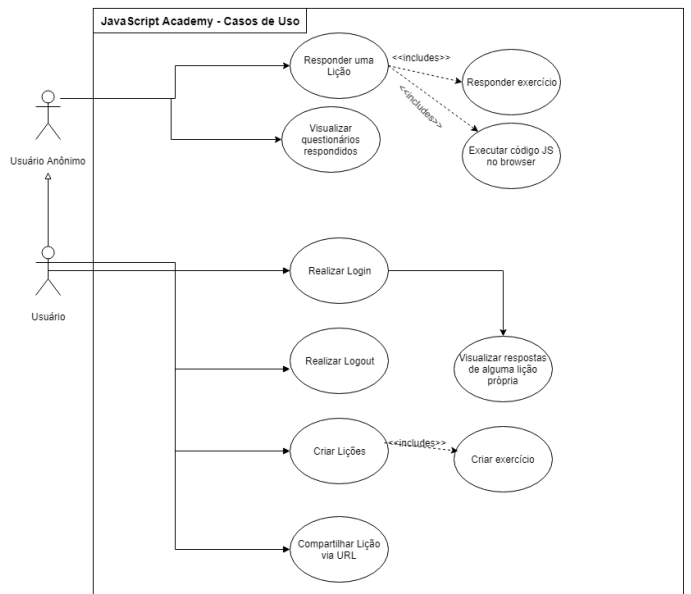 JavaScript Academy - Casos de Uso
Responder uma
Lição
<<includes>>
Responder exercício
<<includes>>
Visualizar
questionários
respondidos
Executar código JS
no browser
Usuário Anônimo
Realizar Login
Usuário
Realizar Logout
Visualizar respostas
de alguma lição
própria
Criar Lições
<<includes>>
Criar exercício
Compartilhar Lição
via URL